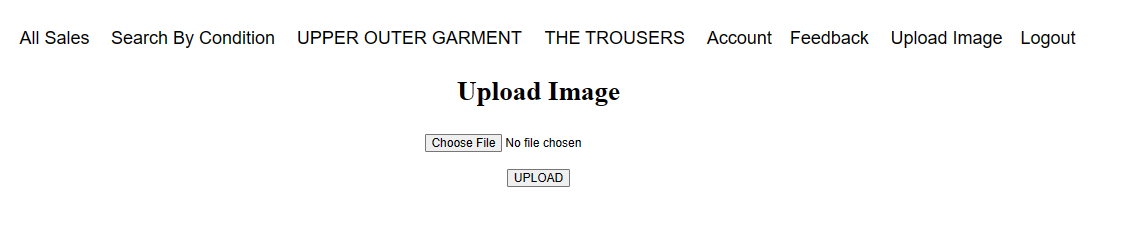 All Sales Search By Condition UPPER OUTER GARMENT THE TROUSERS Account Feedback Upload Image Logout
Upload Image
Choose File No file chosen
UPLOAD